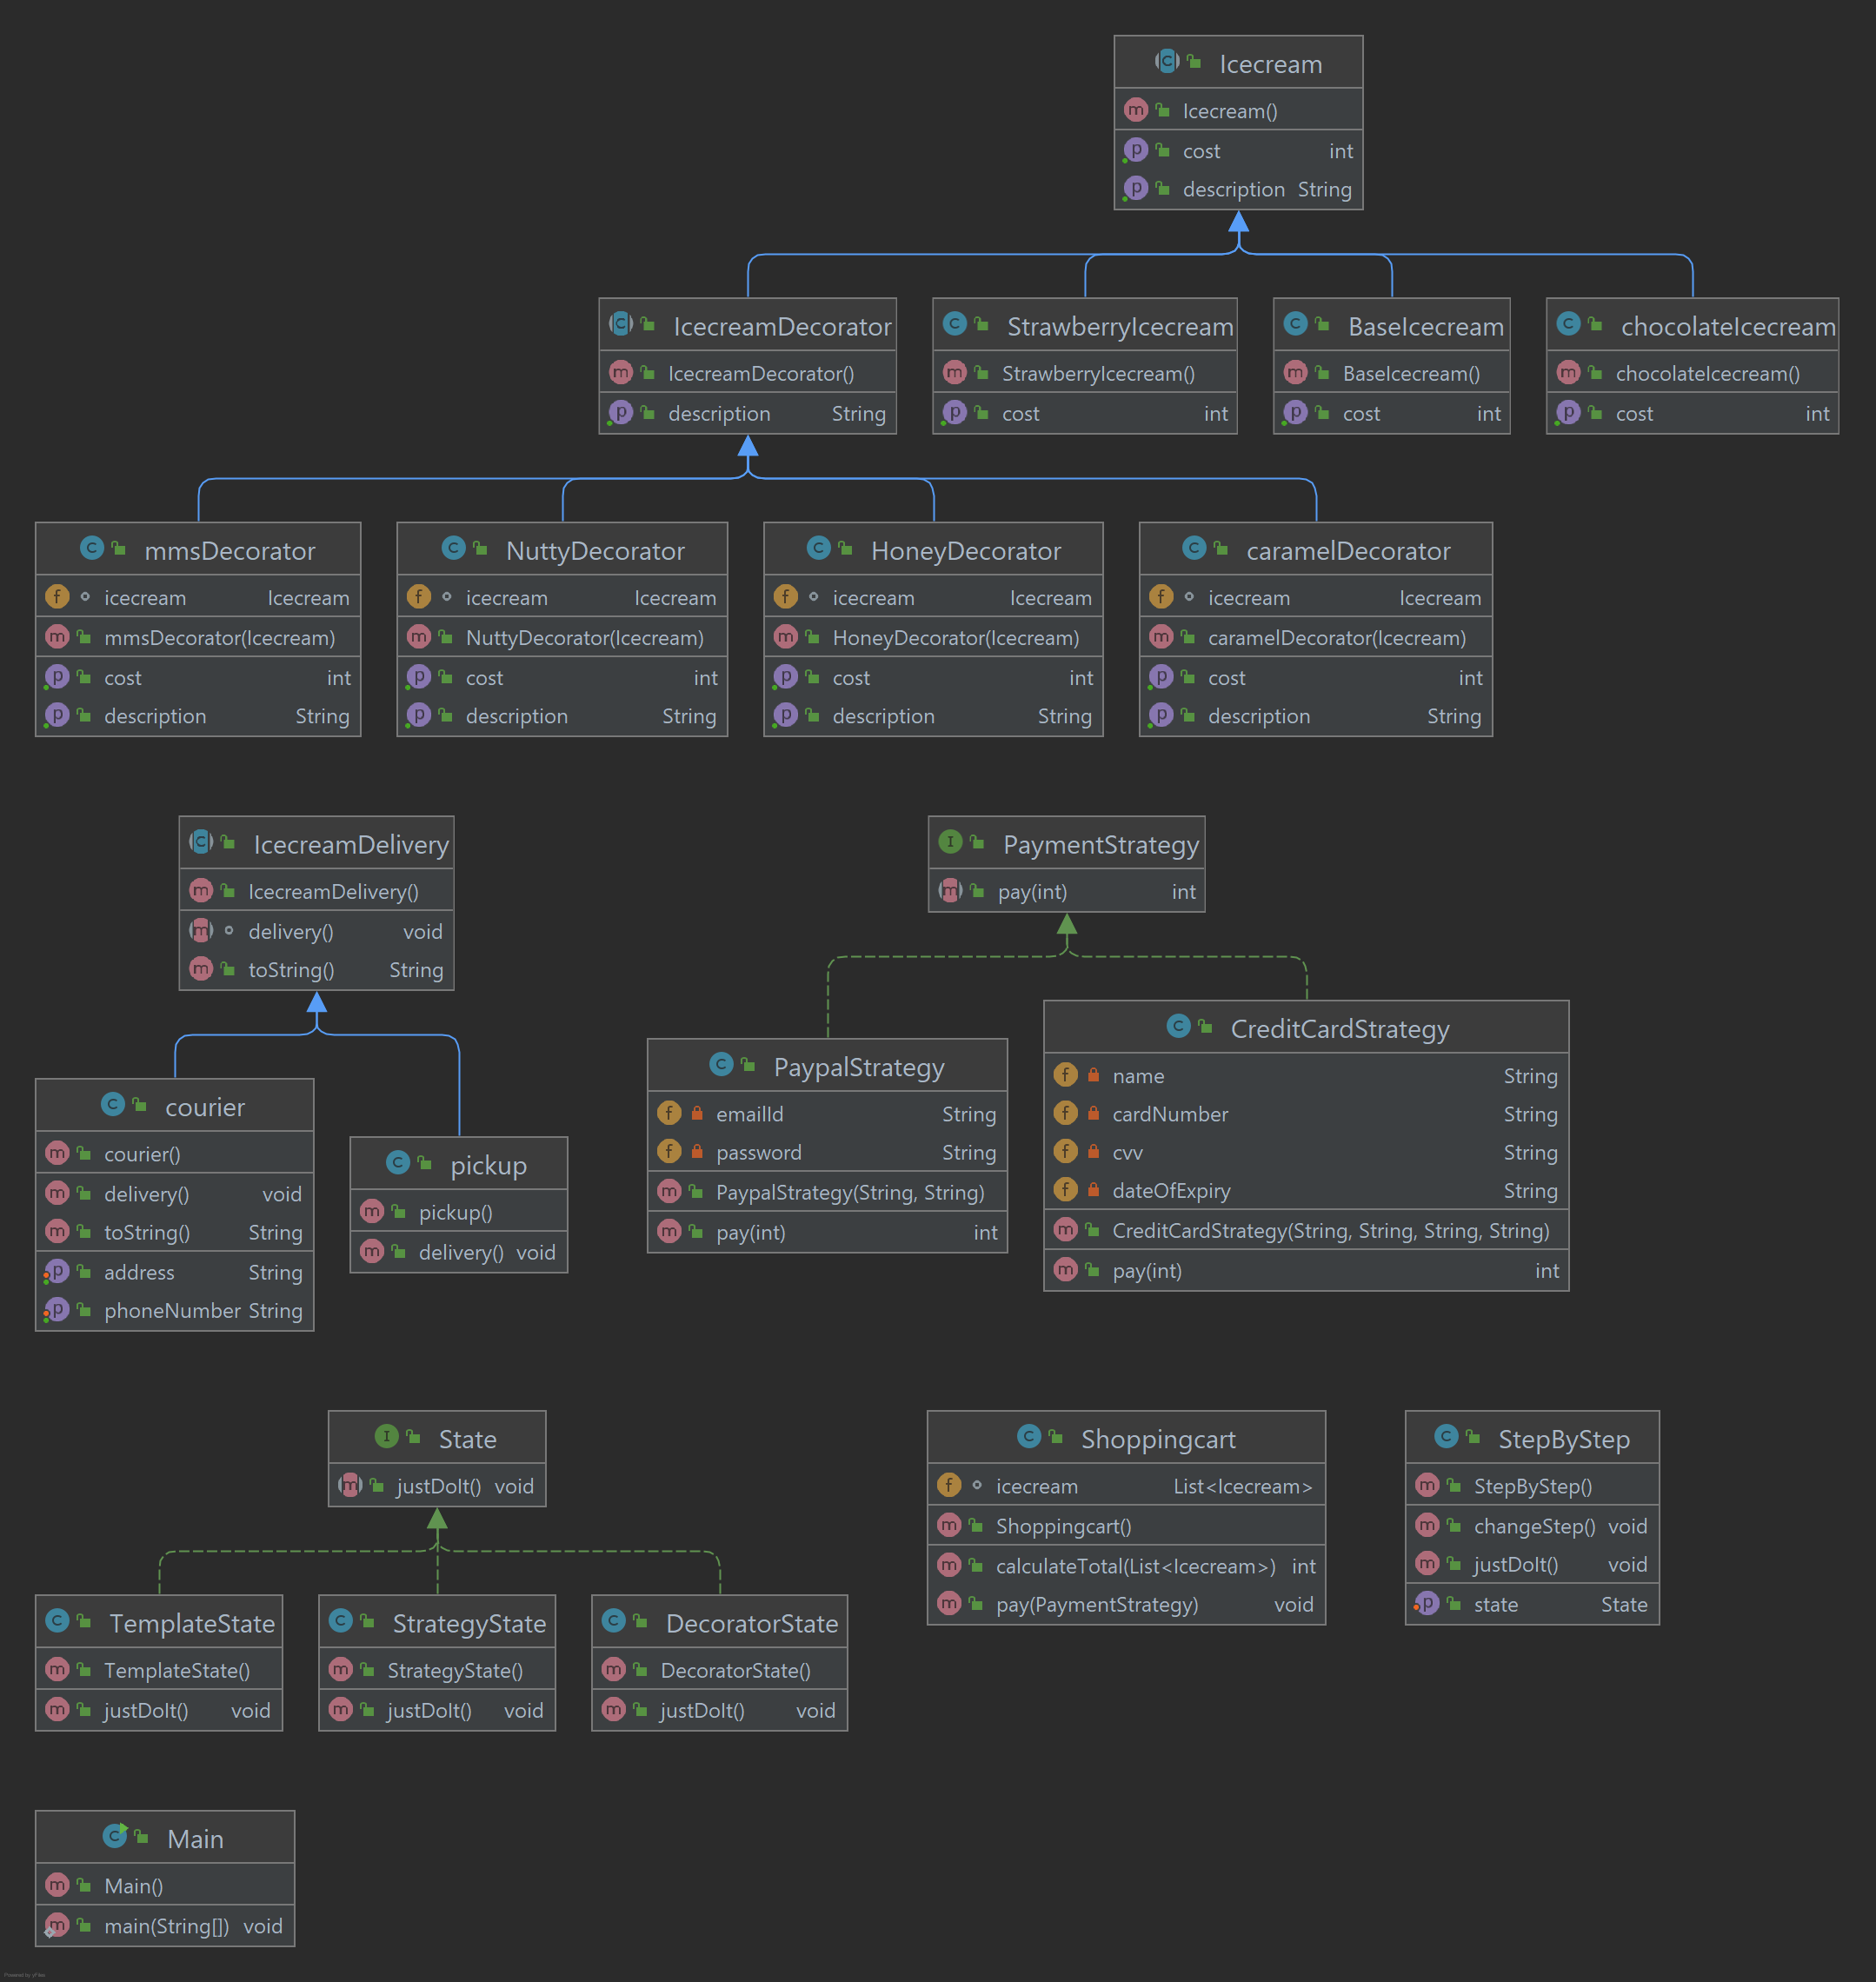 Icecream
Icecream()
cost int
description String
IcecreamDecorator
IcecreamDecorator()
description String
StrawberryIcecream
StrawberryIcecream()
cost int
BaseIcecream
BaseIcecream()
cost int
chocolateIcecream
chocolateIcecream()
cost int
mmsDecorator
icecream Icecream
mmsDecorator(Icecream)
cost int
description String
NuttyDecorator
icecream Icecream
NuttyDecorator(Icecream)
cost int
description String
HoneyDecorator
icecream Icecream
HoneyDecorator(Icecream)
cost int
description String
caramelDecorator
icecream Icecream
caramelDecorator(Icecream)
cost int
description String
IcecreamDelivery
IcecreamDelivery()
delivery() void
toString() String
PaymentStrategy
pay(int) int
courier
courier()
delivery() void
toString() String
address String
phoneNumber String
pickup
pickup()
delivery() void
PaypalStrategy
emailId String
password String
PaypalStrategy(String, String)
pay(int) int
CreditCardStrategy
name String
cardNumber String
cvv String
dateOfExpiry String
CreditCardStrategy(String, String, String, String)
pay(int) int
State
justDoIt() void
Shoppingcart
icecream List<Icecream>
Shoppingcart()
calculateTotal(List<Icecream>) int
pay(PaymentStrategy) void
StepByStep
StepByStep()
changeStep() void
justDoIt() void
state State
TemplateState
TemplateState()
justDoIt() void
StrategyState
StrategyState()
justDoIt() void
DecoratorState
DecoratorState()
justDoIt() void
Main
Main()
main(String[]) void
Powered by yFiles